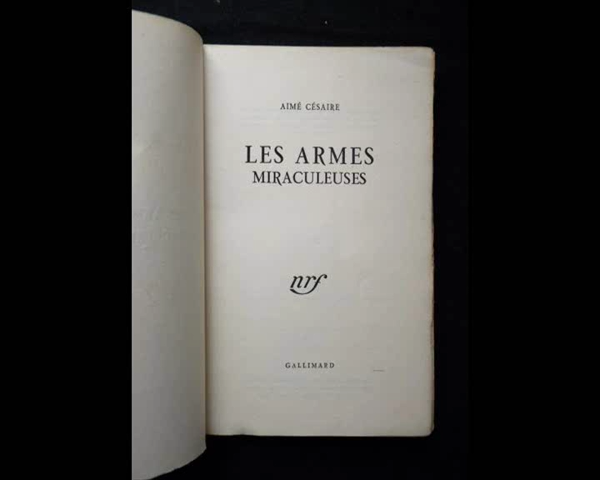 AIMÉ CÉSAIRE
LES ARMES
MIRACULEUSES
nrf
GALLIMARD